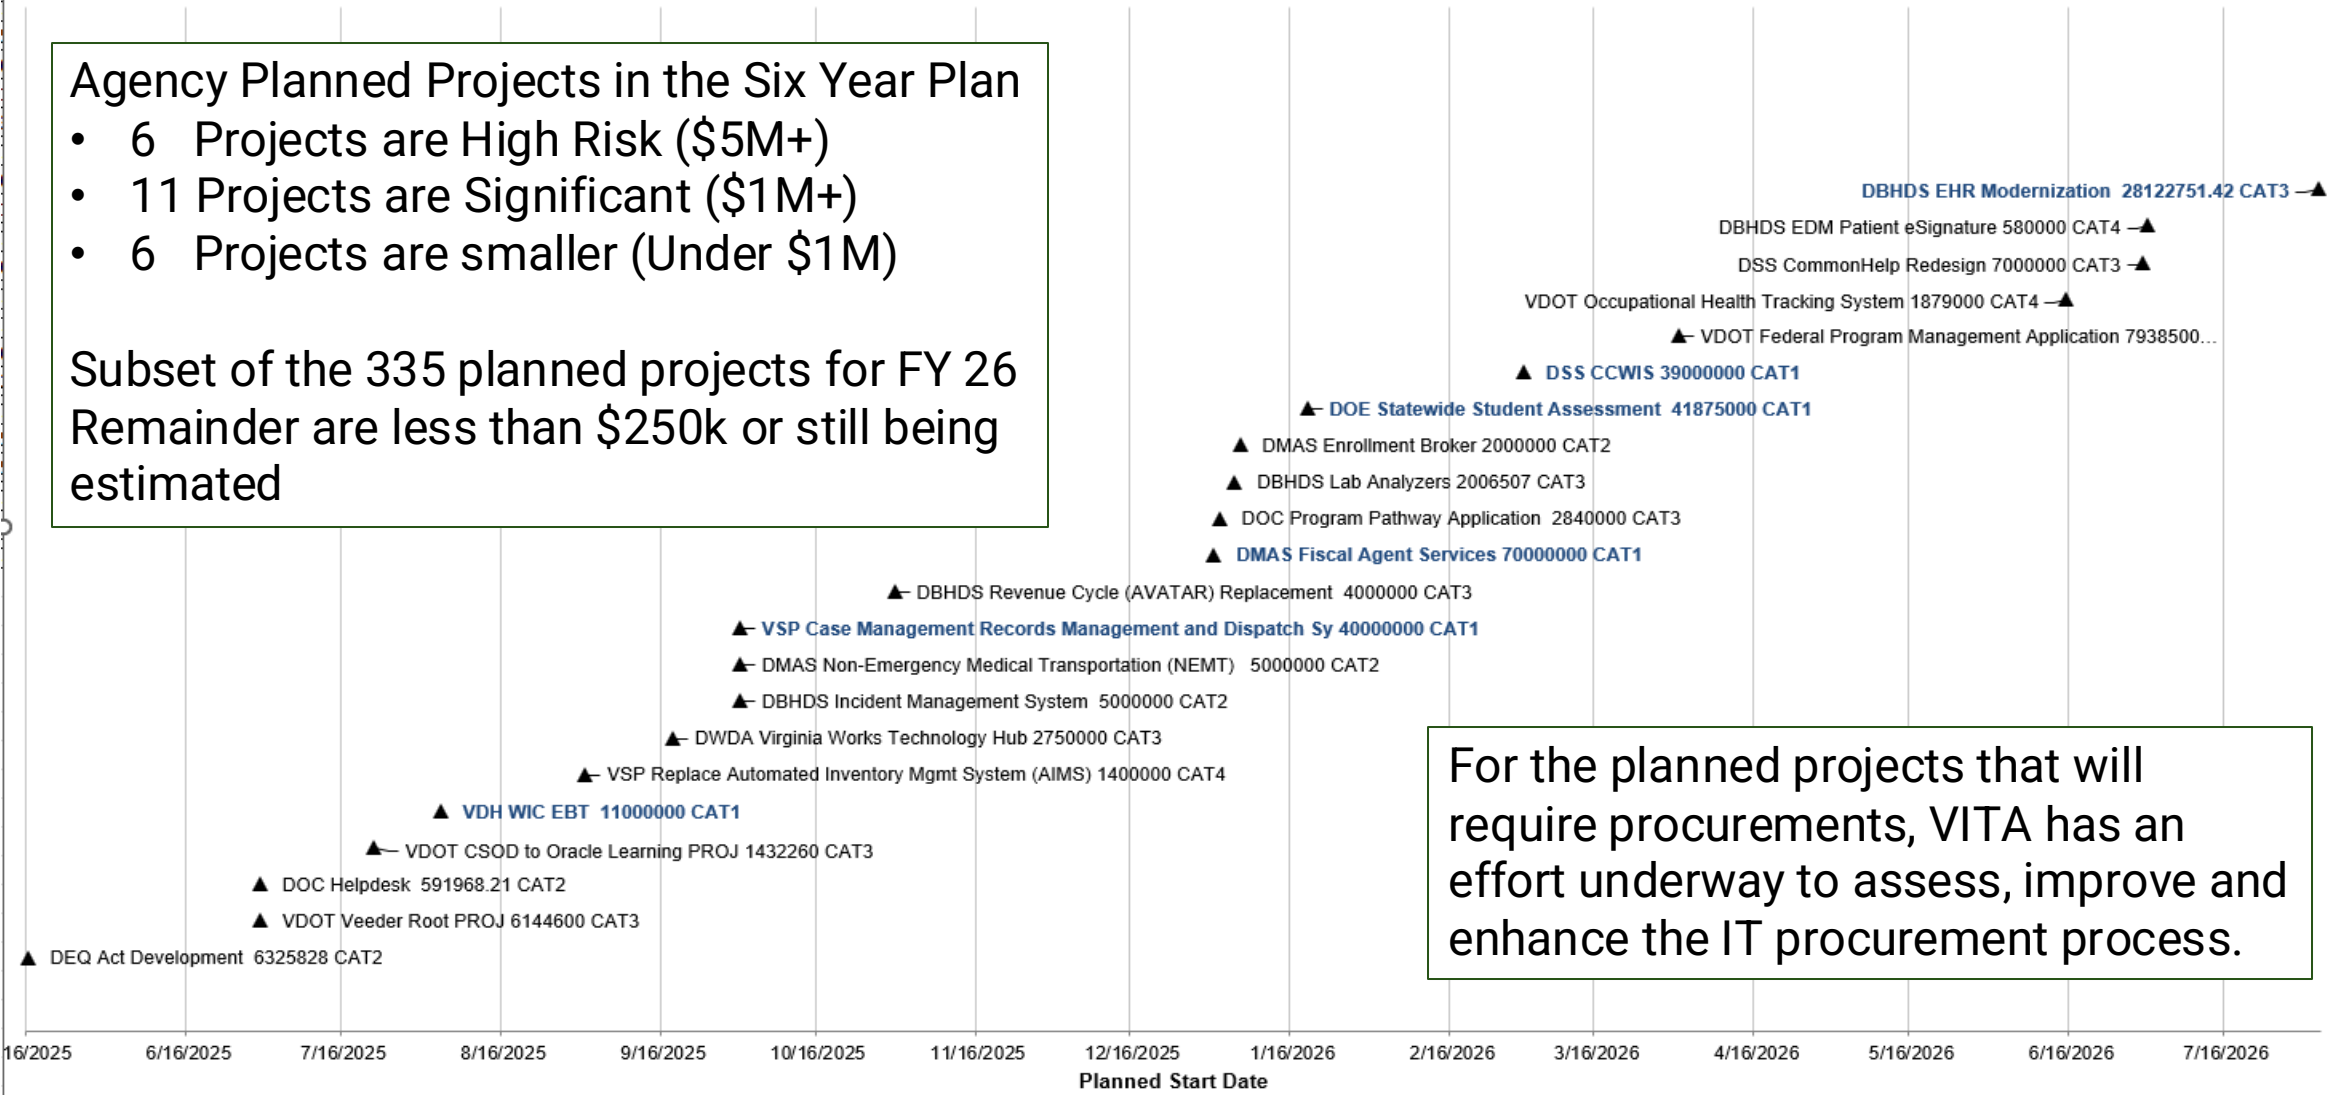 Agency Planned Projects in the Six Year Plan
• 6 Projects are High Risk ($5M+)
• 11 Projects are Significant ($1M+)
• 6 Projects are smaller (Under $1M)
Subset of the 335 planned projects for FY 26
Remainder are less than $250k or still being
estimated
DBHDS EHR Modernization 28122751.42 CAT3
DBHDS EDM Patient eSignature 580000 CAT4
DSS CommonHelp Redesign 7000000 CAT3
VDOT Occupational Health Tracking System 1879000 CAT4
VDOT Federal Program Management Application 7938500...
DSS CCWIS 39000000 CAT1
DOE Statewide Student Assessment 41875000 CAT1
DMAS Enrollment Broker 2000000 CAT2
DBHDS Lab Analyzers 2006507 CAT3
DOC Program Pathway Application 2840000 CAT3
DMAS Fiscal Agent Services 70000000 CAT1
DBHDS Revenue Cycle (AVATAR) Replacement 4000000 CAT3
VSP Case Management Records Management and Dispatch Sy 40000000 CAT1
DMAS Non-Emergency Medical Transportation (NEMT) 5000000 CAT2
DBHDS Incident Management System 5000000 CAT2
DWDA Virginia Works Technology Hub 2750000 CAT3
VSP Replace Automated Inventory Mgmt System (AIMS) 1400000 CAT4
VDH WIC EBT 11000000 CAT1
VDOT CSOD to Oracle Learning PROJ 1432260 CAT3
DOC Helpdesk 591968.21 CAT2
VDOT Veeder Root PROJ 6144600 CAT3
DEQ Act Development 6325828 CAT2
For the planned projects that will
require procurements, VITA has an
effort underway to assess, improve and
enhance the IT procurement process.
16/2025 6/16/2025 7/16/2025 8/16/2025 9/16/2025 10/16/2025 11/16/2025 12/16/2025 1/16/2026 2/16/2026 3/16/2026 4/16/2026 5/16/2026 6/16/2026 7/16/2026
Planned Start Date